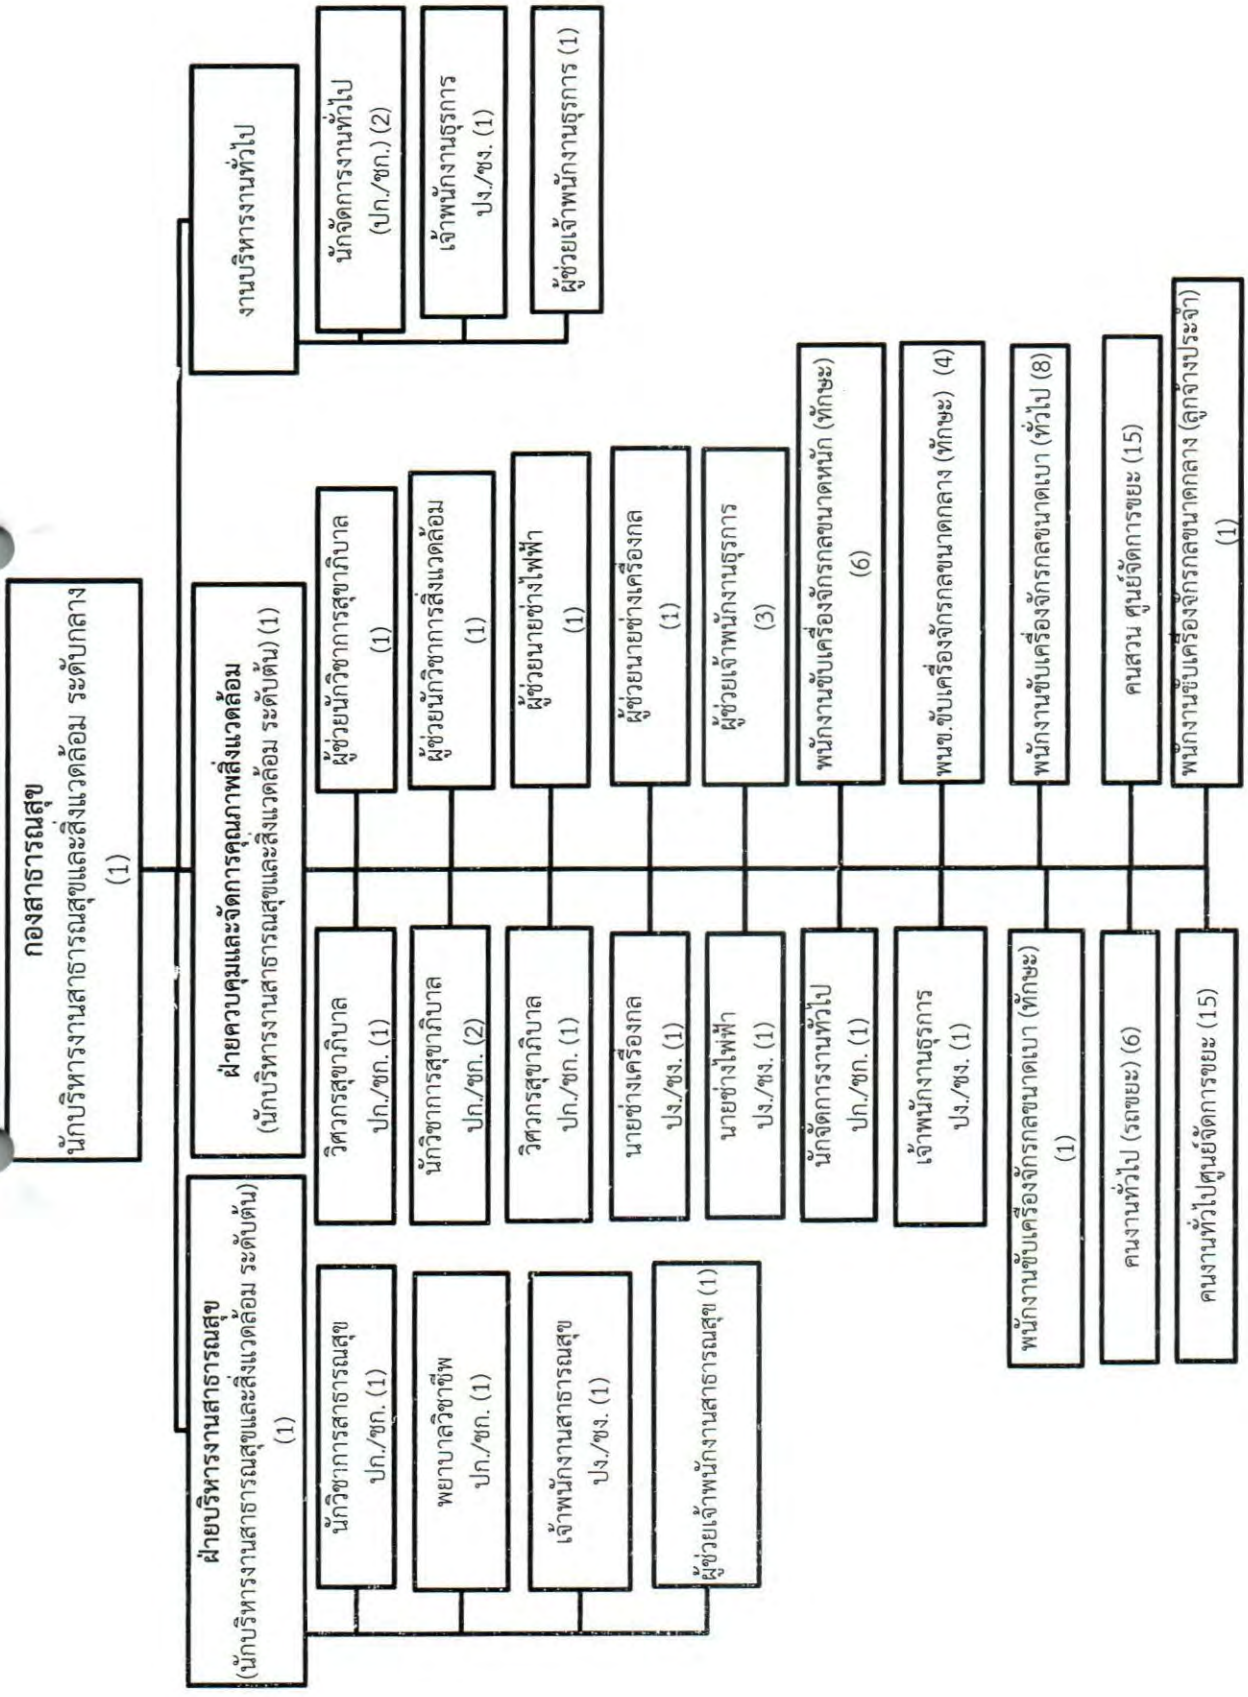 กองสาธารณสุข
นักบริหารงานสาธารณสุขและสิ่งแวดล้อม ระดับกลาง
(1)
ฝ่ายบริหารงานสาธารณสุข
(นักบริหารงานสาธารณสุขและสิ่งแวดล้อม ระดับต้น)
(1)
นักวิชาการสาธารณสุข
ปก./ชก. (1)
พยาบาลวิชาชีพ
ปก./ชก. (1)
เจ้าพนักงานสาธารณสุข
ปง./ชง. (1)
ผู้ช่วยเจ้าพนักงานสาธารณสุข (1)
ฝ่ายควบคุมและจัดการคุณภาพสิ่งแวดล้อม
(นักบริหารงานสาธารณสุขและสิ่งแวดล้อม ระดับต้น) (1)
วิศวกรสุขาภิบาล
ปก./ชก. (1)
นักวิชาการสุขาภิบาล
ปก./ชก. (2)
วิศวกรสุขาภิบาล
ปก./ชก. (1)
นายช่างเครื่องกล
ปง./ชง. (1)
นายช่างไฟฟ้า
ปง./ชง. (1)
นักจัดการงานทั่วไป
ปก./ชก. (1)
เจ้าพนักงานธุรการ
ปง./ชง. (1)
พนักงานขับเครื่องจักรกลขนาดเบา (ทักษะ)
(1)
คนงานทั่วไป (รถขยะ) (6)
คนงานทั่วไปศูนย์จัดการขยะ (15)
ผู้ช่วยนักวิชาการสุขาภิบาล
(1)
ผู้ช่วยนักวิชาการสิ่งแวดล้อม
(1)
ผู้ช่วยนายช่างไฟฟ้า
(1)
ผู้ช่วยนายช่างเครื่องกล
(1)
ผู้ช่วยเจ้าพนักงานธุรการ
(3)
พนักงานขับเครื่องจักรกลขนาดหนัก (ทักษะ)
(6)
พนข.ขับเครื่องจักรกลขนาดกลาง (ทักษะ) (4)
พนักงานขับเครื่องจักรกลขนาดเบา (ทั่วไป (8)
คนสวน ศูนย์จัดการขยะ (15)
พนักงานขับเครื่องจักรกลขนาดกลาง (ลูกจ้างประจำ)
(1)
งานบริหารงานทั่วไป
นักจัดการงานทั่วไป
(ปก./ชก.) (2)
เจ้าพนักงานธุรการ
ปง./ชง. (1)
ผู้ช่วยเจ้าพนักงานธุรการ (1)